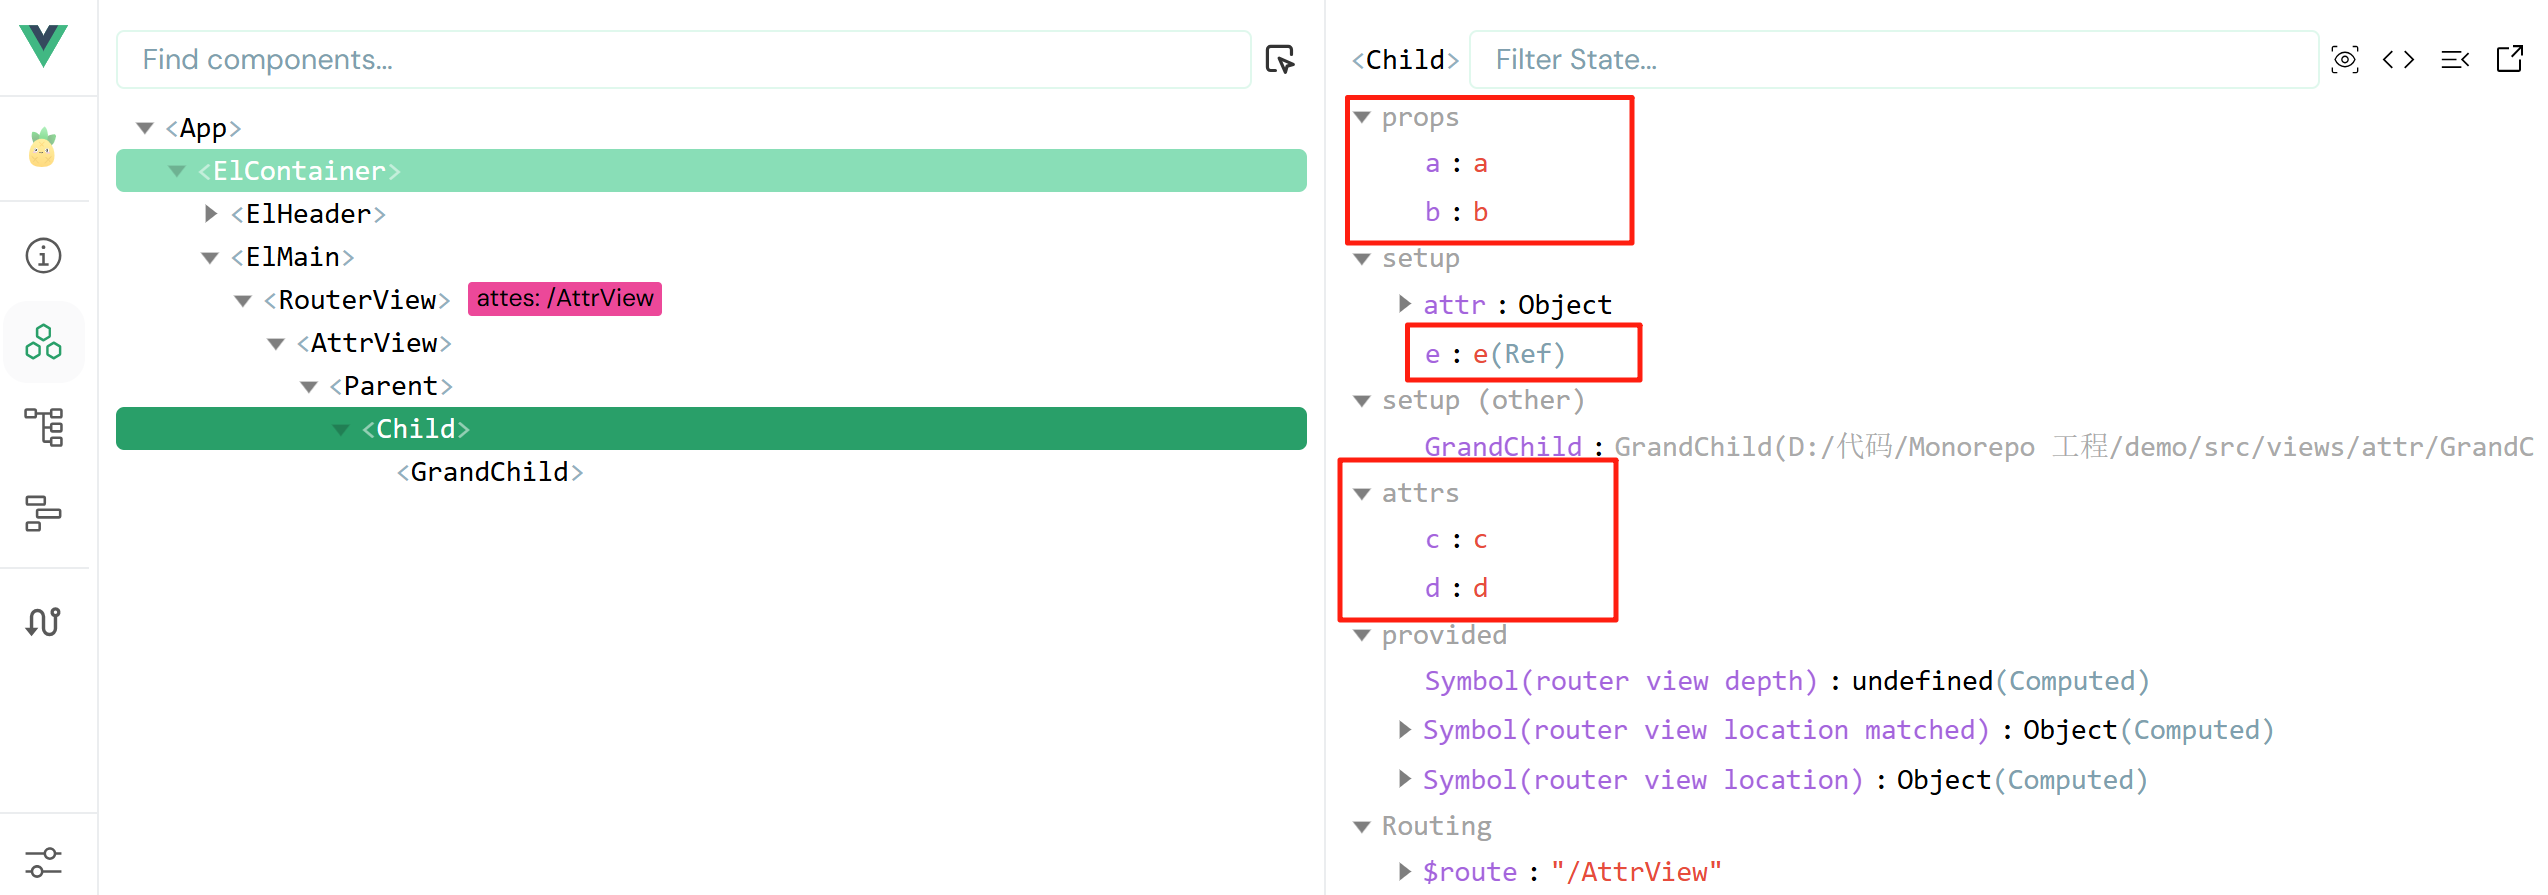 Find components...
<App>
<ElContainer>
<ElHeader>
<ElMain>
<RouterView> attes: /AttrView
<AttrView>
<Parent>
<Child>
<GrandChild>
<Child> Filter State...
props
a : a
b : b
setup
attr : Object
e : e(Ref)
setup (other)
GrandChild : GrandChild(D:/代码/Monorepo 工程/demo/src/views/attr/GrandC
attrs
c : c
d : d
provided
Symbol(router view depth) : undefined(Computed)
Symbol(router view location matched) : Object(Computed)
Symbol(router view location) : Object(Computed)
Routing
$route : "/AttrView"